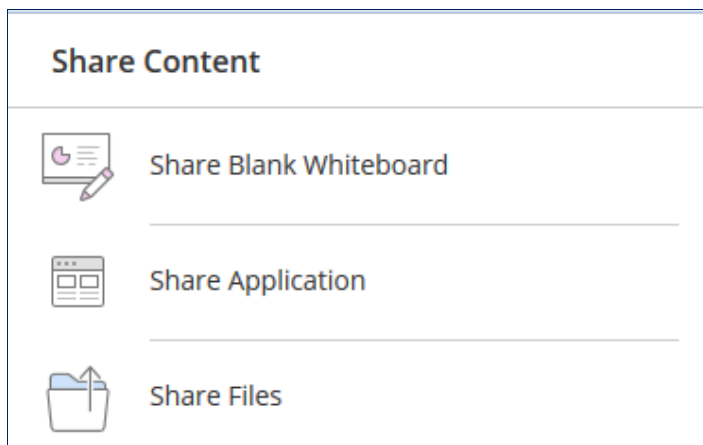 Share Content
Share Blank Whiteboard
Share Application
Share Files